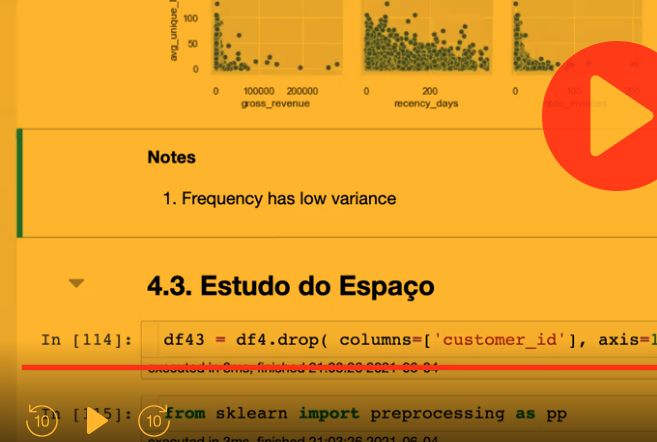 100
50
0
avg_unique_
0 100000 200000
gross_revenue
0 200
recency_days
0 100
Notes
1. Frequency has low variance
4.3. Estudo do Espaço
In [114]: df43 = df4.drop( columns=['customer_id'], axis=1
executed in 8ms, finished 21:03:26 2021-06-04
In [115]: from sklearn import preprocessing as pp
10 10
executed in 3ms, finished 21:03:26 2021-06-04